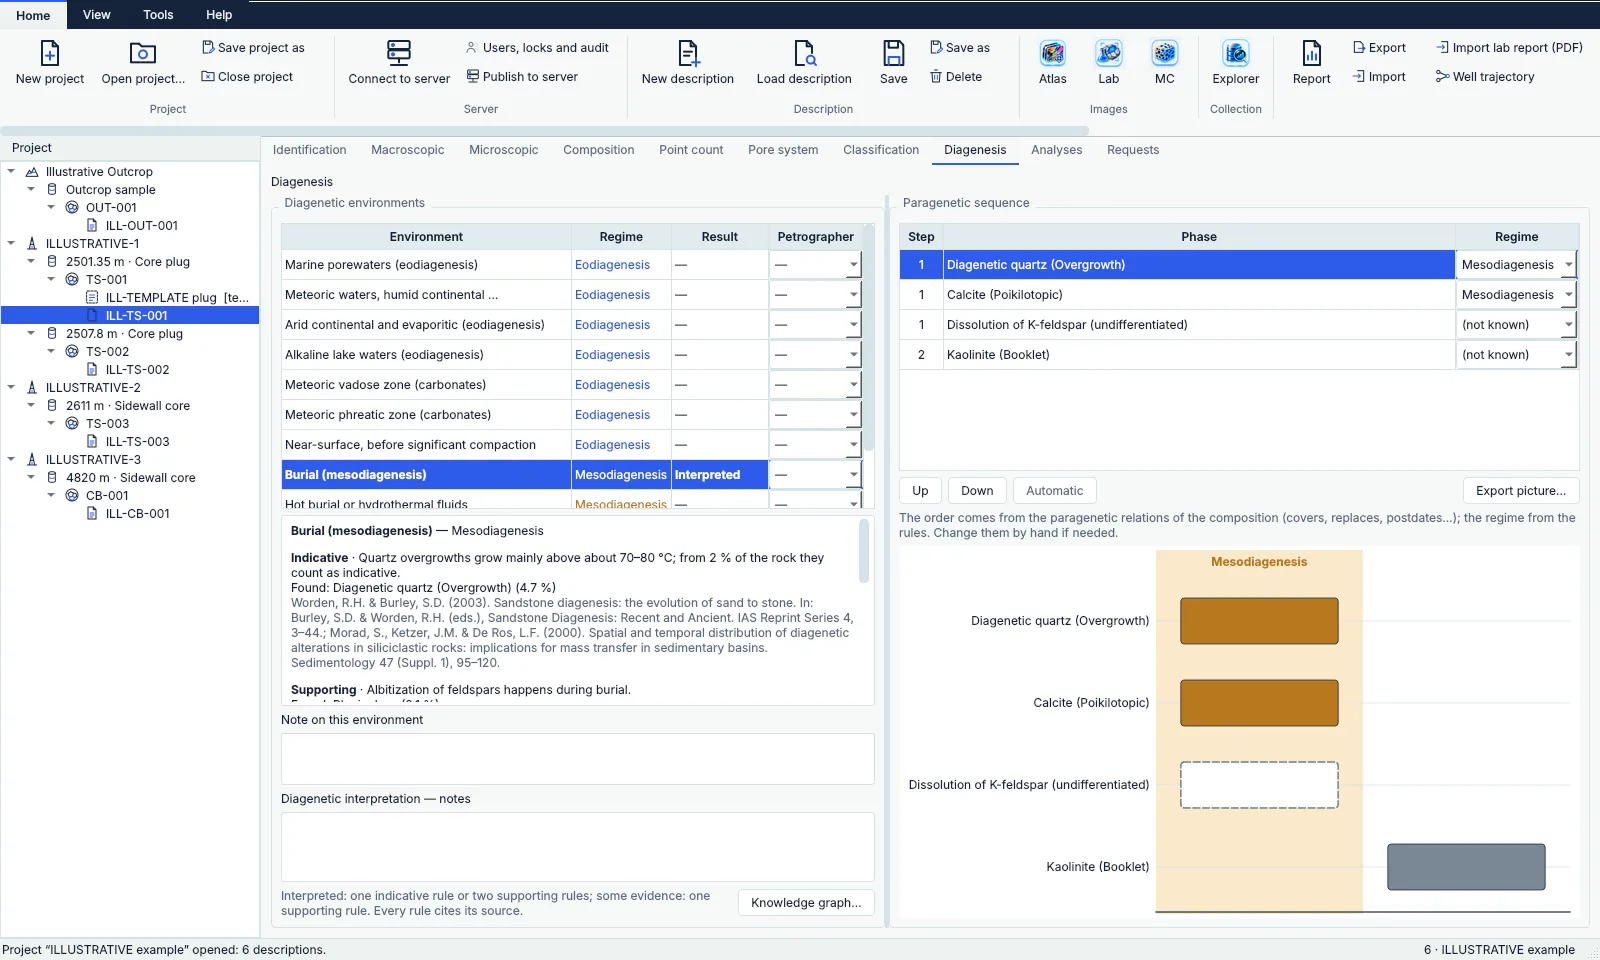 Home View Tools Help
New project
Open project...
Save project as
Close project
Project
Connect to server
Users, locks and audit
Publish to server
Server
New description
Load description
Save
Save as
Delete
Description
Atlas
Lab
MC
Images
Explorer
Collection
Report
Export
Import
Import lab report (PDF)
Well trajectory
Project
Illustrative Outcrop
Outcrop sample
OUT-001
ILL-OUT-001
ILLUSTRATIVE-1
2501.35 m · Core plug
TS-001
ILL-TEMPLATE plug [te...
ILL-TS-001
2507.8 m · Core plug
TS-002
ILL-TS-002
ILLUSTRATIVE-2
2611 m · Sidewall core
TS-003
ILL-TS-003
ILLUSTRATIVE-3
4820 m · Sidewall core
CB-001
ILL-CB-001
Identification Macroscopic Microscopic Composition Point count Pore system Classification Diagenesis Analyses Requests
Diagenesis
Diagenetic environments
Environment Regime Result Petrographer
Marine porewaters (eodiagenesis) Eodiagenesis — —
Meteoric waters, humid continental ... Eodiagenesis — —
Arid continental and evaporitic (eodiagenesis) Eodiagenesis — —
Alkaline lake waters (eodiagenesis) Eodiagenesis — —
Meteoric vadose zone (carbonates) Eodiagenesis — —
Meteoric phreatic zone (carbonates) Eodiagenesis — —
Near-surface, before significant compaction Eodiagenesis — —
Burial (mesodiagenesis) Mesodiagenesis Interpreted —
Hot burial or hydrothermal fluids Mesodiagenesis — —
Burial (mesodiagenesis) — Mesodiagenesis
Indicative · Quartz overgrowths grow mainly above about 70–80 °C; from 2 % of the rock they
count as indicative.
Found: Diagenetic quartz (Overgrowth) (4.7 %)
Worden, R.H. & Burley, S.D. (2003). Sandstone diagenesis: the evolution of sand to stone. In:
Burley, S.D. & Worden, R.H. (eds.), Sandstone Diagenesis: Recent and Ancient. IAS Reprint Series 4,
3–44.; Morad, S., Ketzer, J.M. & De Ros, L.F. (2000). Spatial and temporal distribution of diagenetic
alterations in siliciclastic rocks: implications for mass transfer in sedimentary basins.
Sedimentology 47 (Suppl. 1), 95–120.
Supporting · Albitization of feldspars happens during burial.
Note on this environment
Diagenetic interpretation — notes
Interpreted: one indicative rule or two supporting rules; some evidence: one
supporting rule. Every rule cites its source.
Knowledge graph...
Paragenetic sequence
Step Phase Regime
1 Diagenetic quartz (Overgrowth) Mesodiagenesis
1 Calcite (Poikilotopic) Mesodiagenesis
1 Dissolution of K-feldspar (undifferentiated) (not known)
2 Kaolinite (Booklet) (not known)
Up Down Automatic Export picture...
The order comes from the paragenetic relations of the composition (covers, replaces, postdates...); the regime from the
rules. Change them by hand if needed.
Mesodiagenesis
Diagenetic quartz (Overgrowth)
Calcite (Poikilotopic)
Dissolution of K-feldspar (undifferentiated)
Kaolinite (Booklet)
Project “ILLUSTRATIVE example” opened: 6 descriptions.
6 · ILLUSTRATIVE example